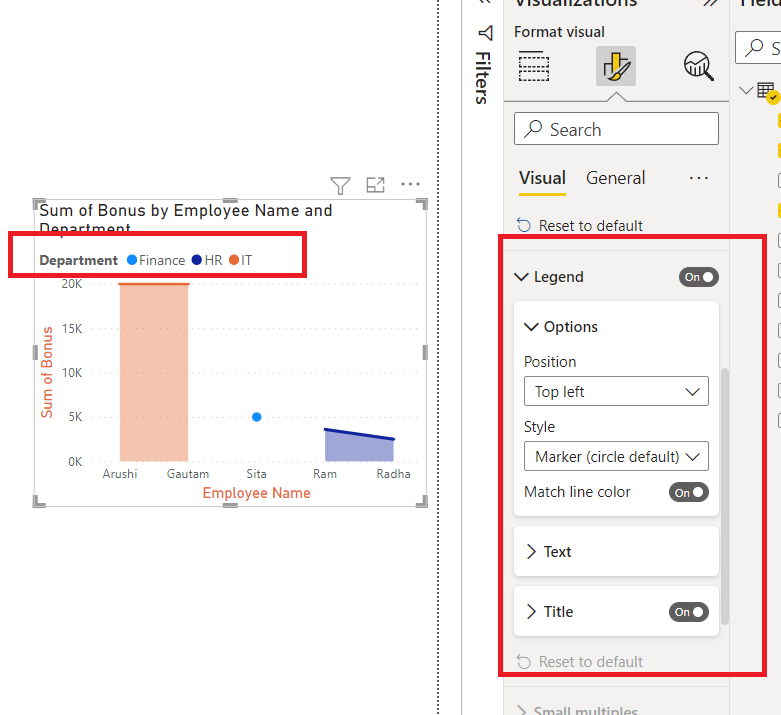 Visualizations
Format visual
Filters
Search
S
Visual General
Reset to default
Sum of Bonus by Employee Name and
Department
Department Finance HR IT
20K
15K
10K
5K
0K
Sum of Bonus
Arushi Gautam Sita Ram Radha
Employee Name
Legend On
Options
Position
Top left
Style
Marker (circle default)
Match line color On
Text
Title On
Reset to default
Small multiples